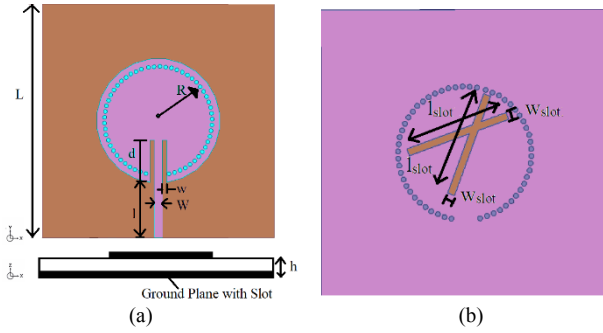 L
R
d
w
l
W
h
Ground Plane with Slot
(a)
l_slot
W_slot
l_slot
W_slot
(b)